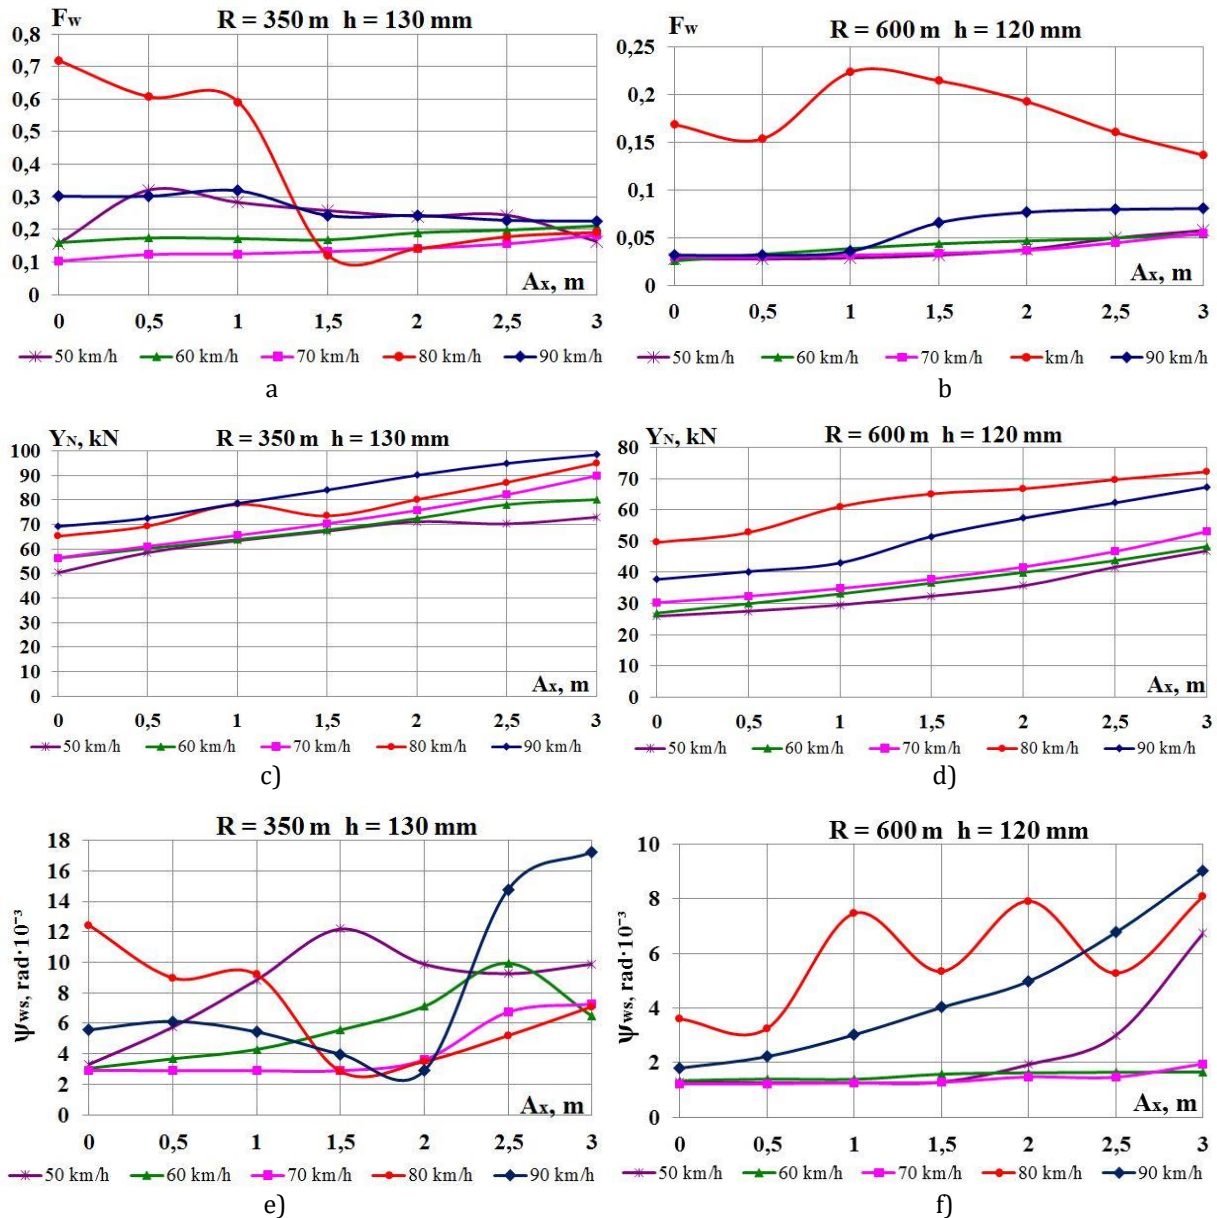 Fw R = 350 m h = 130 mm
0,8
0,7
0,6
0,5
0,4
0,3
0,2
0,1
0
Ax, m
0 0,5 1 1,5 2 2,5 3
50 km/h 60 km/h 70 km/h 80 km/h 90 km/h
a
Fw R = 600 m h = 120 mm
0,25
0,2
0,15
0,1
0,05
0
Ax, m
0 0,5 1 1,5 2 2,5 3
50 km/h 60 km/h 70 km/h km/h 90 km/h
b
YN, kN R = 350 m h = 130 mm
100
90
80
70
60
50
40
30
20
10
0
Ax, m
0 0,5 1 1,5 2 2,5 3
50 km/h 60 km/h 70 km/h 80 km/h 90 km/h
c)
YN, kN R = 600 m h = 120 mm
80
70
60
50
40
30
20
10
0
Ax, m
0 0,5 1 1,5 2 2,5 3
50 km/h 60 km/h 70 km/h 80 km/h 90 km/h
d)
R = 350 m h = 130 mm
ψws, rad·10⁻³
18
16
14
12
10
8
6
4
2
0
Ax, m
0 0,5 1 1,5 2 2,5 3
50 km/h 60 km/h 70 km/h 80 km/h 90 km/h
e)
R = 600 m h = 120 mm
ψws, rad·10⁻³
10
8
6
4
2
0
Ax, m
0 0,5 1 1,5 2 2,5 3
50 km/h 60 km/h 70 km/h 80 km/h 90 km/h
f)